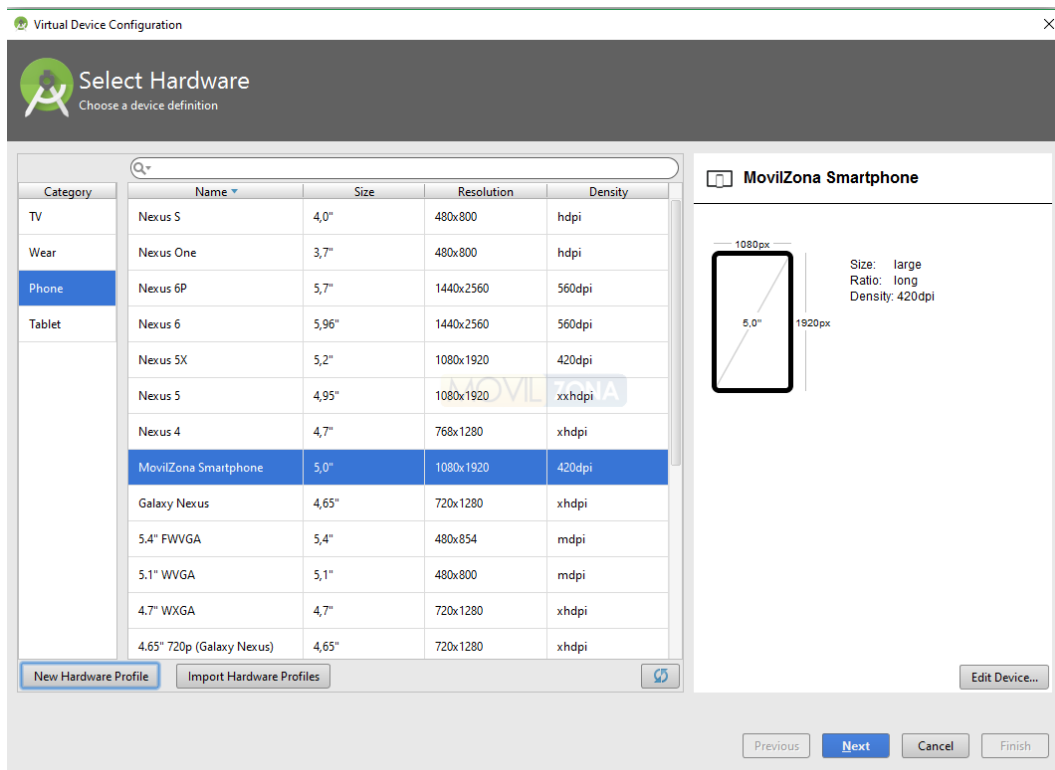 Virtual Device Configuration
Select Hardware
Choose a device definition
Category
TV
Wear
Phone
Tablet
Name Size Resolution Density
Nexus S 4,0" 480x800 hdpi
Nexus One 3,7" 480x800 hdpi
Nexus 6P 5,7" 1440x2560 560dpi
Nexus 6 5,96" 1440x2560 560dpi
Nexus 5X 5,2" 1080x1920 420dpi
Nexus 5 4,95" 1080x1920 xxhdpi
MOVILZONA
Nexus 4 4,7" 768x1280 xhdpi
MovilZona Smartphone 5,0" 1080x1920 420dpi
Galaxy Nexus 4,65" 720x1280 xhdpi
5.4" FWVGA 5,4" 480x854 mdpi
5.1" WVGA 5,1" 480x800 mdpi
4.7" WXGA 4,7" 720x1280 xhdpi
4.65" 720p (Galaxy Nexus) 4,65" 720x1280 xhdpi
New Hardware Profile Import Hardware Profiles
MovilZona Smartphone
1080px
5,0"
1920px
Size: large
Ratio: long
Density: 420dpi
Edit Device...
Previous Next Cancel Finish